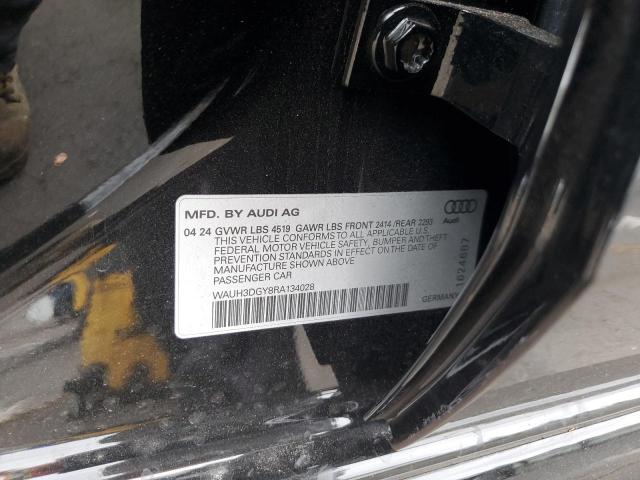 MFD. BY AUDI AG
04 24 GVWR LBS 4519 GAWR LBS FRONT 2414 /REAR 2293
THIS VEHICLE CONFORMS TO ALL APPLICABLE U.S.
FEDERAL MOTOR VEHICLE SAFETY, BUMPER AND THEFT
PREVENTION STANDARDS IN EFFECT ON THE DATE OF
MANUFACTURE SHOWN ABOVE
PASSENGER CAR
WAUH3DGY8RA134028
GERMANY
Audi
1624687